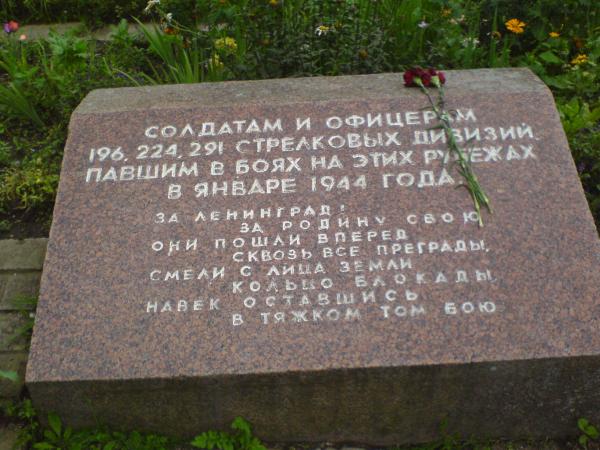 СОЛДАТАМ И ОФИЦЕРАМ
196, 224, 291 СТРЕЛКОВЫХ ДИВИЗИЙ,
ПАВШИМ В БОЯХ НА ЭТИХ РУБЕЖАХ
В ЯНВАРЕ 1944 ГОДА
ЗА ЛЕНИНГРАД!
ЗА РОДИНУ СВОЮ
ОНИ ПОШЛИ ВПЕРЕД
СКВОЗЬ ВСЕ ПРЕГРАДЫ,
СМЕЛИ С ЛИЦА ЗЕМЛИ
КОЛЬЦО БЛОКАДЫ,
НАВЕК ОСТАВШИСЬ
В ТЯЖКОМ ТОМ БОЮ